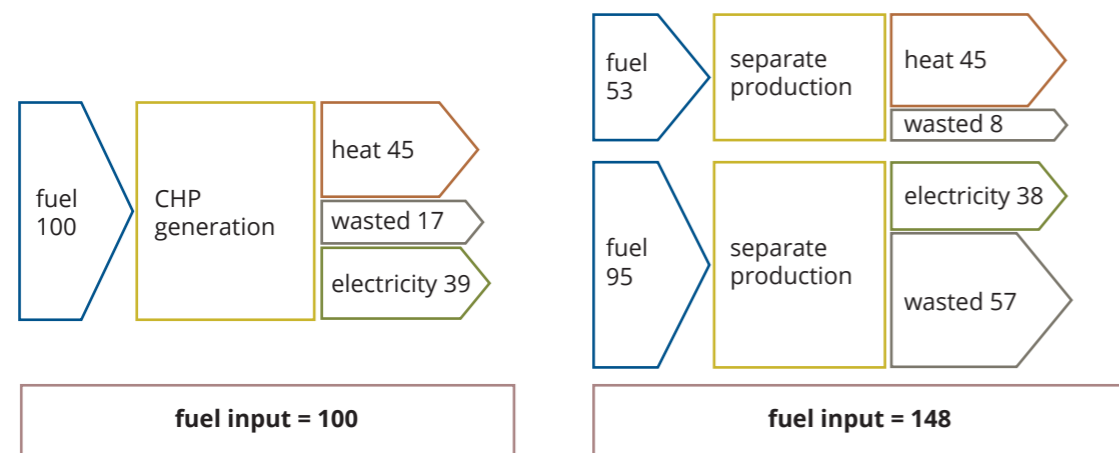 fuel
100
CHP
generation
heat 45
wasted 17
electricity 39
fuel input = 100
fuel
53
separate
production
heat 45
wasted 8
fuel
95
separate
production
electricity 38
wasted 57
fuel input = 148